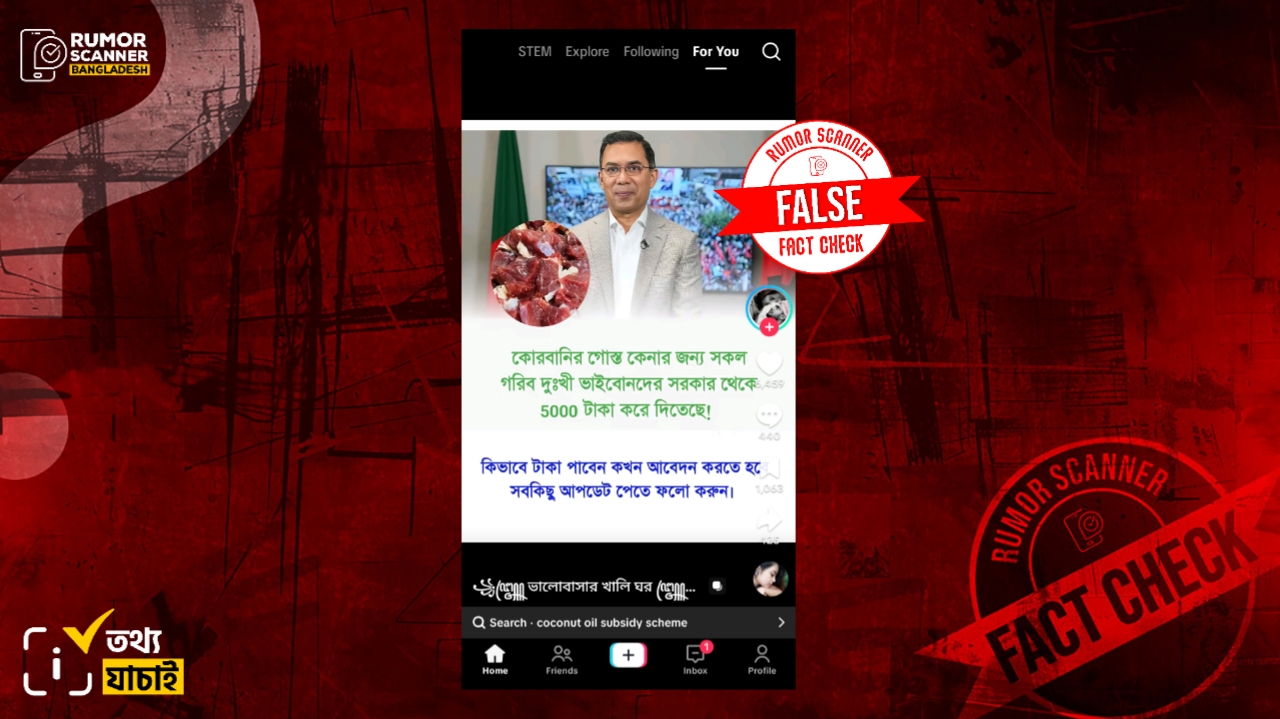 RUMOR
SCANNER
BANGLADESH
STEM Explore Following For You
RUMOR SCANNER
FALSE
FACT CHECK
কোরবানির গোস্ত কেনার জন্য সকল
গরিব দুঃখী ভাইবোনদের সরকার থেকে
5000 টাকা করে দিতেছে!
440
কিভাবে টাকা পাবেন কখন আবেদন করতে
সবকিছু আপডেট পেতে ফলো করুন।
1,063
ভালোবাসার খালি ঘর
Search · coconut oil subsidy scheme
1
Home Friends Inbox Profile
তথ্য
যাচাই
RUMOR SCANNER
FACT CHECK